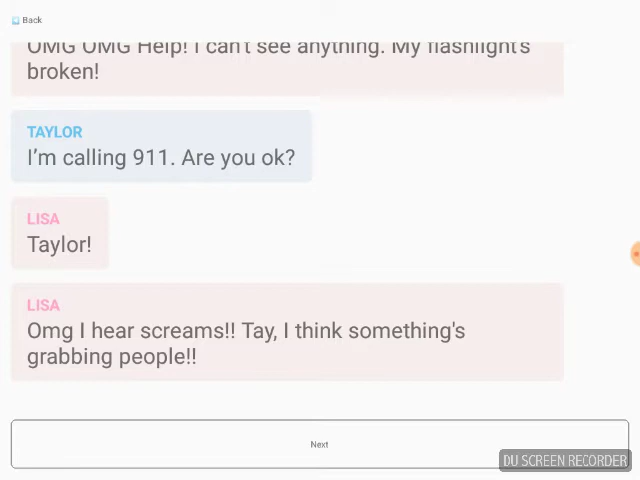 Back
OMG OMG Help! I can't see anything. My flashlight's
broken!
TAYLOR
I'm calling 911. Are you ok?
LISA
Taylor!
LISA
Omg I hear screams!! Tay, I think something's
grabbing people!!
Next
DU SCREEN RECORDER